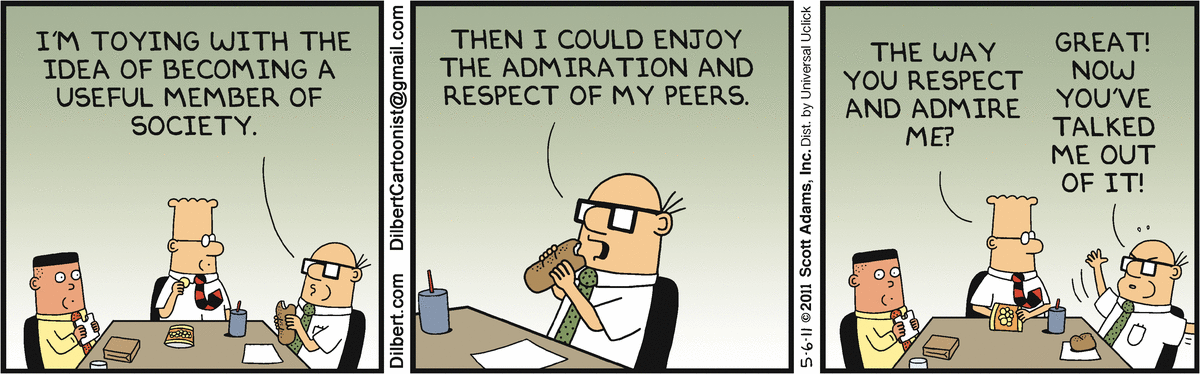 I'M TOYING WITH THE
IDEA OF BECOMING A
USEFUL MEMBER OF
SOCIETY.
Dilbert.com DilbertCartoonist@gmail.com
THEN I COULD ENJOY
THE ADMIRATION AND
RESPECT OF MY PEERS.
5-6-11 ©2011 Scott Adams, Inc. Dist. by Universal Uclick
THE WAY
YOU RESPECT
AND ADMIRE
ME?
GREAT!
NOW
YOU'VE
TALKED
ME OUT
OF IT!